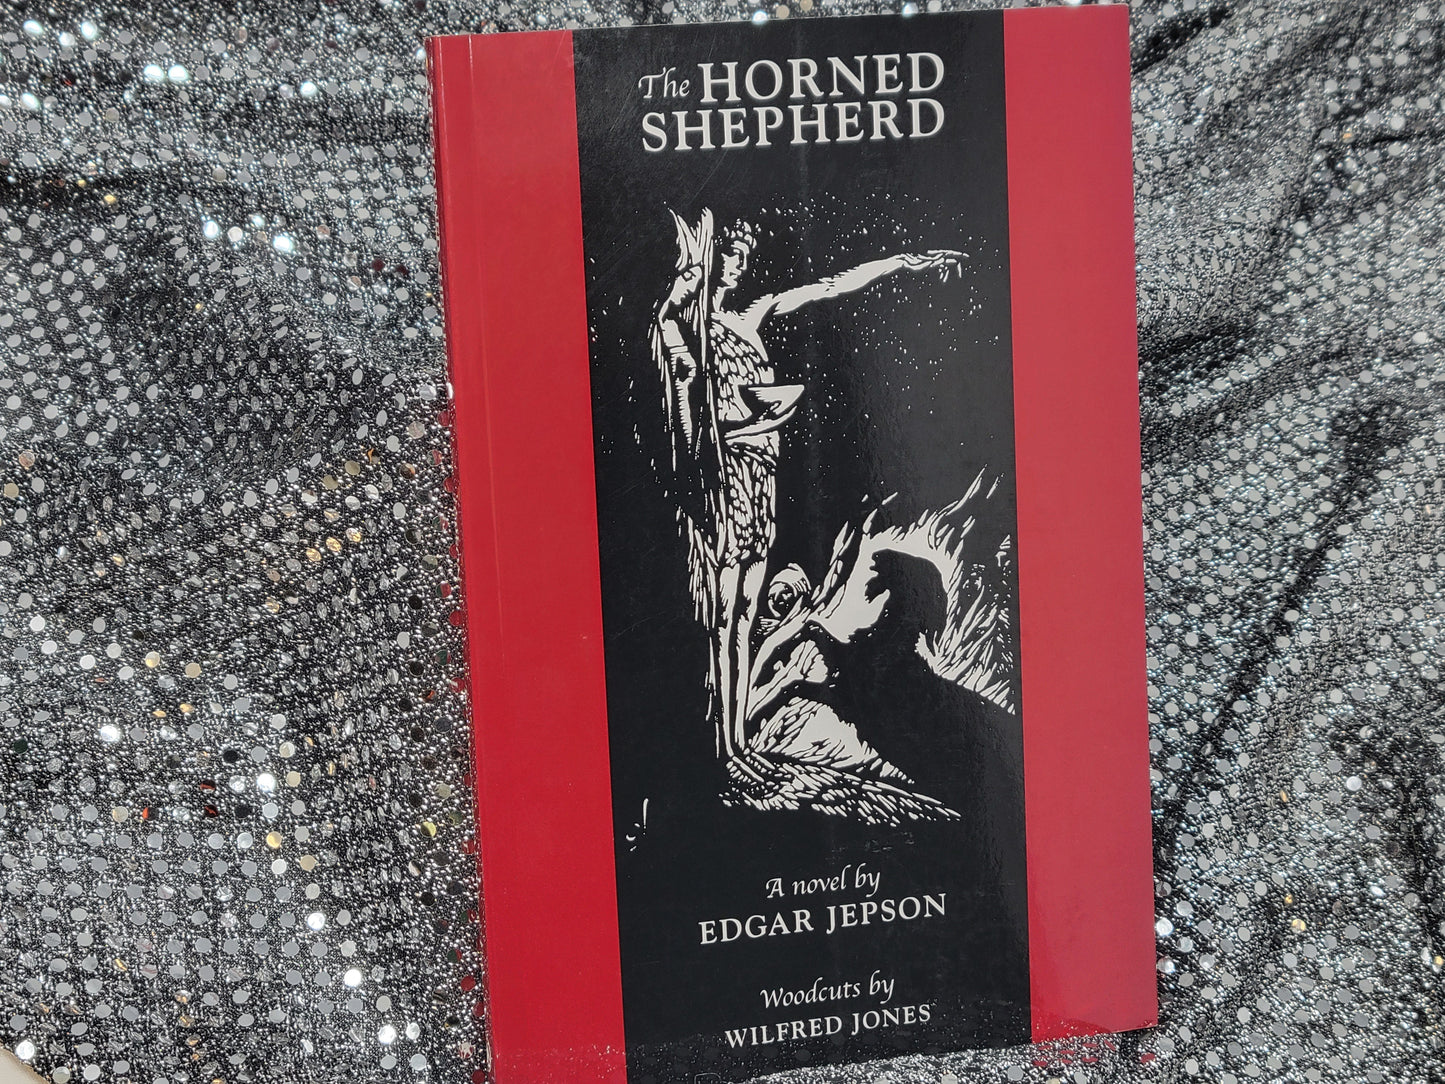 The HORNED
SHEPHERD
A novel by
EDGAR JEPSON
Woodcuts by
WILFRED JONES